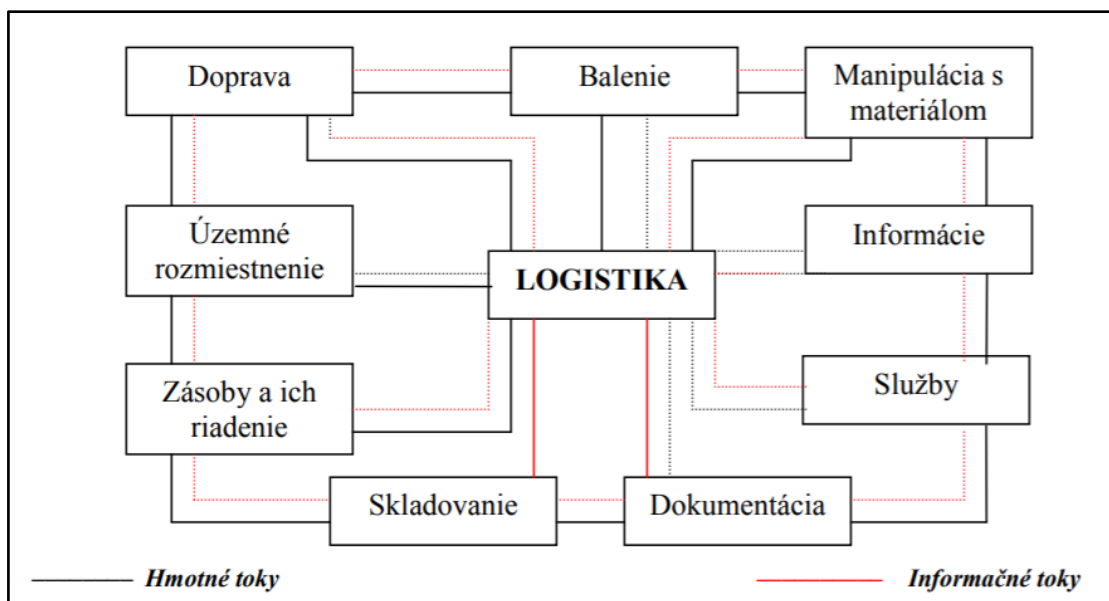 Doprava
Balenie
Manipulácia s
materiálom
Územné
rozmiestnenie
LOGISTIKA
Informácie
Zásoby a ich
riadenie
Služby
Skladovanie
Dokumentácia
Hmotné toky
Informačné toky